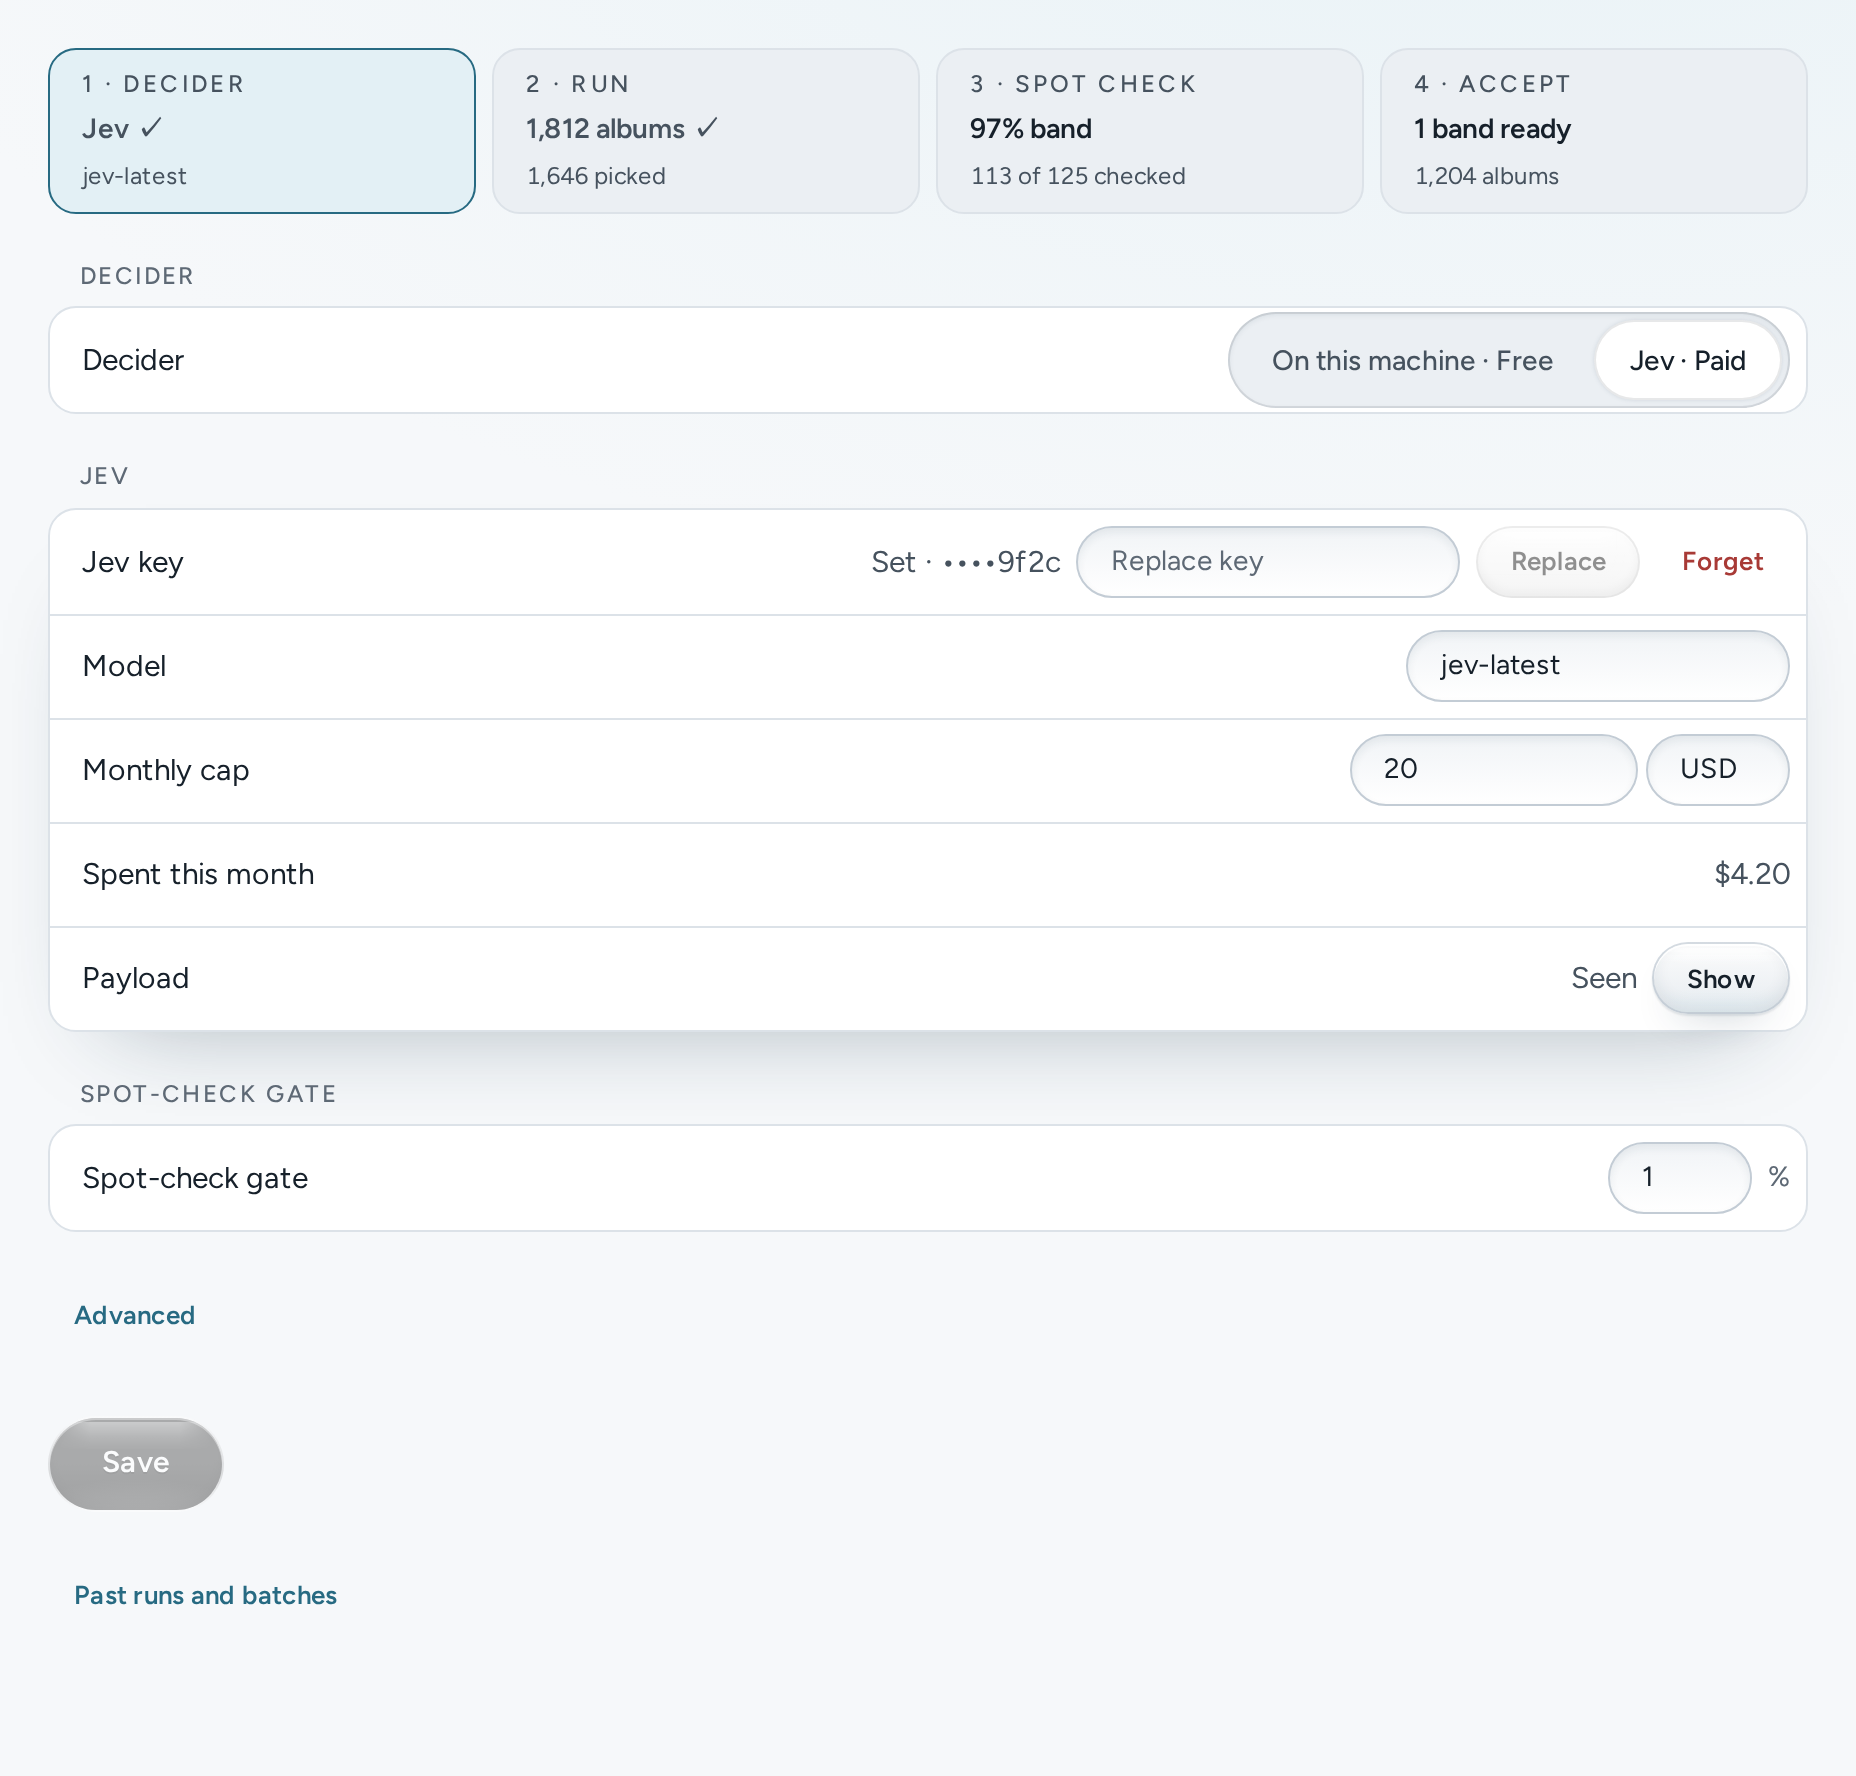 1 · DECIDER
Jev ✓
jev-latest
2 · RUN
1,812 albums ✓
1,646 picked
3 · SPOT CHECK
97% band
113 of 125 checked
4 · ACCEPT
1 band ready
1,204 albums
DECIDER
Decider On this machine · Free Jev · Paid
JEV
Jev key Set · ••••9f2c Replace key Replace Forget
Model jev-latest
Monthly cap 20 USD
Spent this month $4.20
Payload Seen Show
SPOT-CHECK GATE
Spot-check gate 1 %
Advanced
Save
Past runs and batches